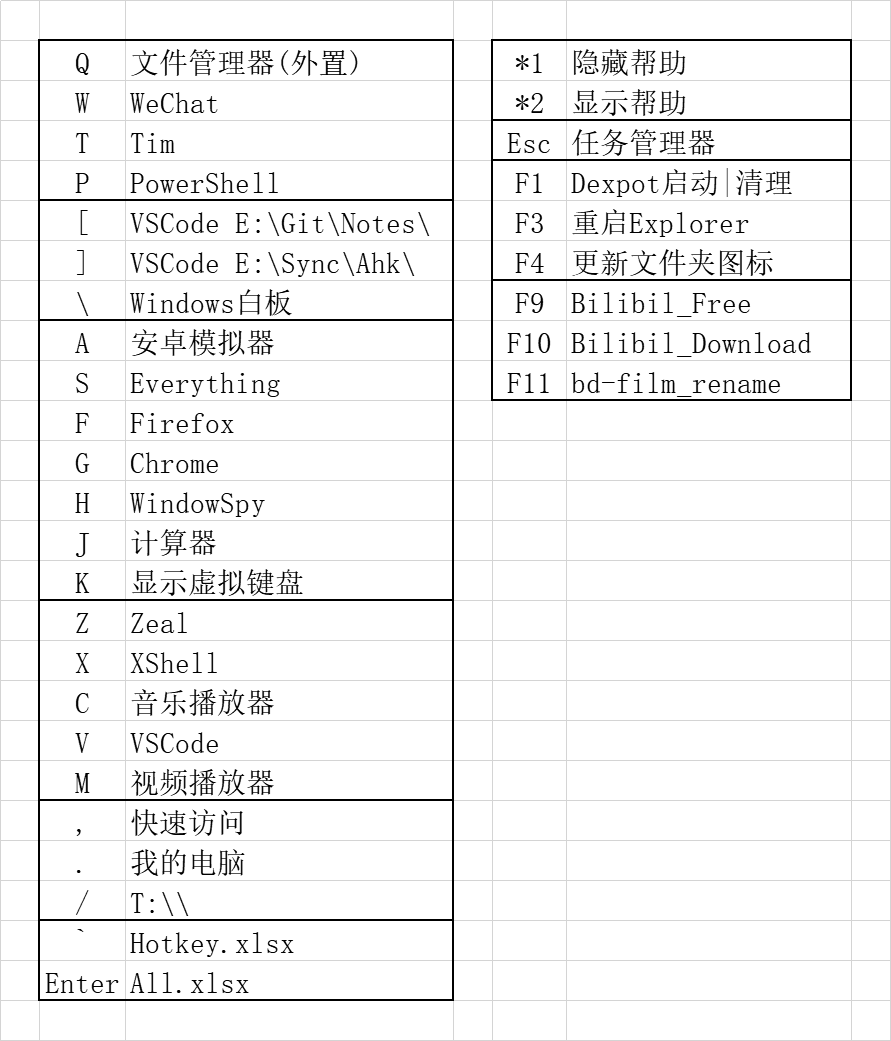 Q 文件管理器(外置)
W WeChat
T Tim
P PowerShell
[ VSCode E:\Git\Notes\
] VSCode E:\Sync\Ahk\
\ Windows白板
A 安卓模拟器
S Everything
F Firefox
G Chrome
H WindowSpy
J 计算器
K 显示虚拟键盘
Z Zeal
X XShell
C 音乐播放器
V VSCode
M 视频播放器
, 快速访问
. 我的电脑
/ T:\\
` Hotkey.xlsx
Enter All.xlsx
*1 隐藏帮助
*2 显示帮助
Esc 任务管理器
F1 Dexpot启动|清理
F3 重启Explorer
F4 更新文件夹图标
F9 Bilibil_Free
F10 Bilibil_Download
F11 bd-film_rename